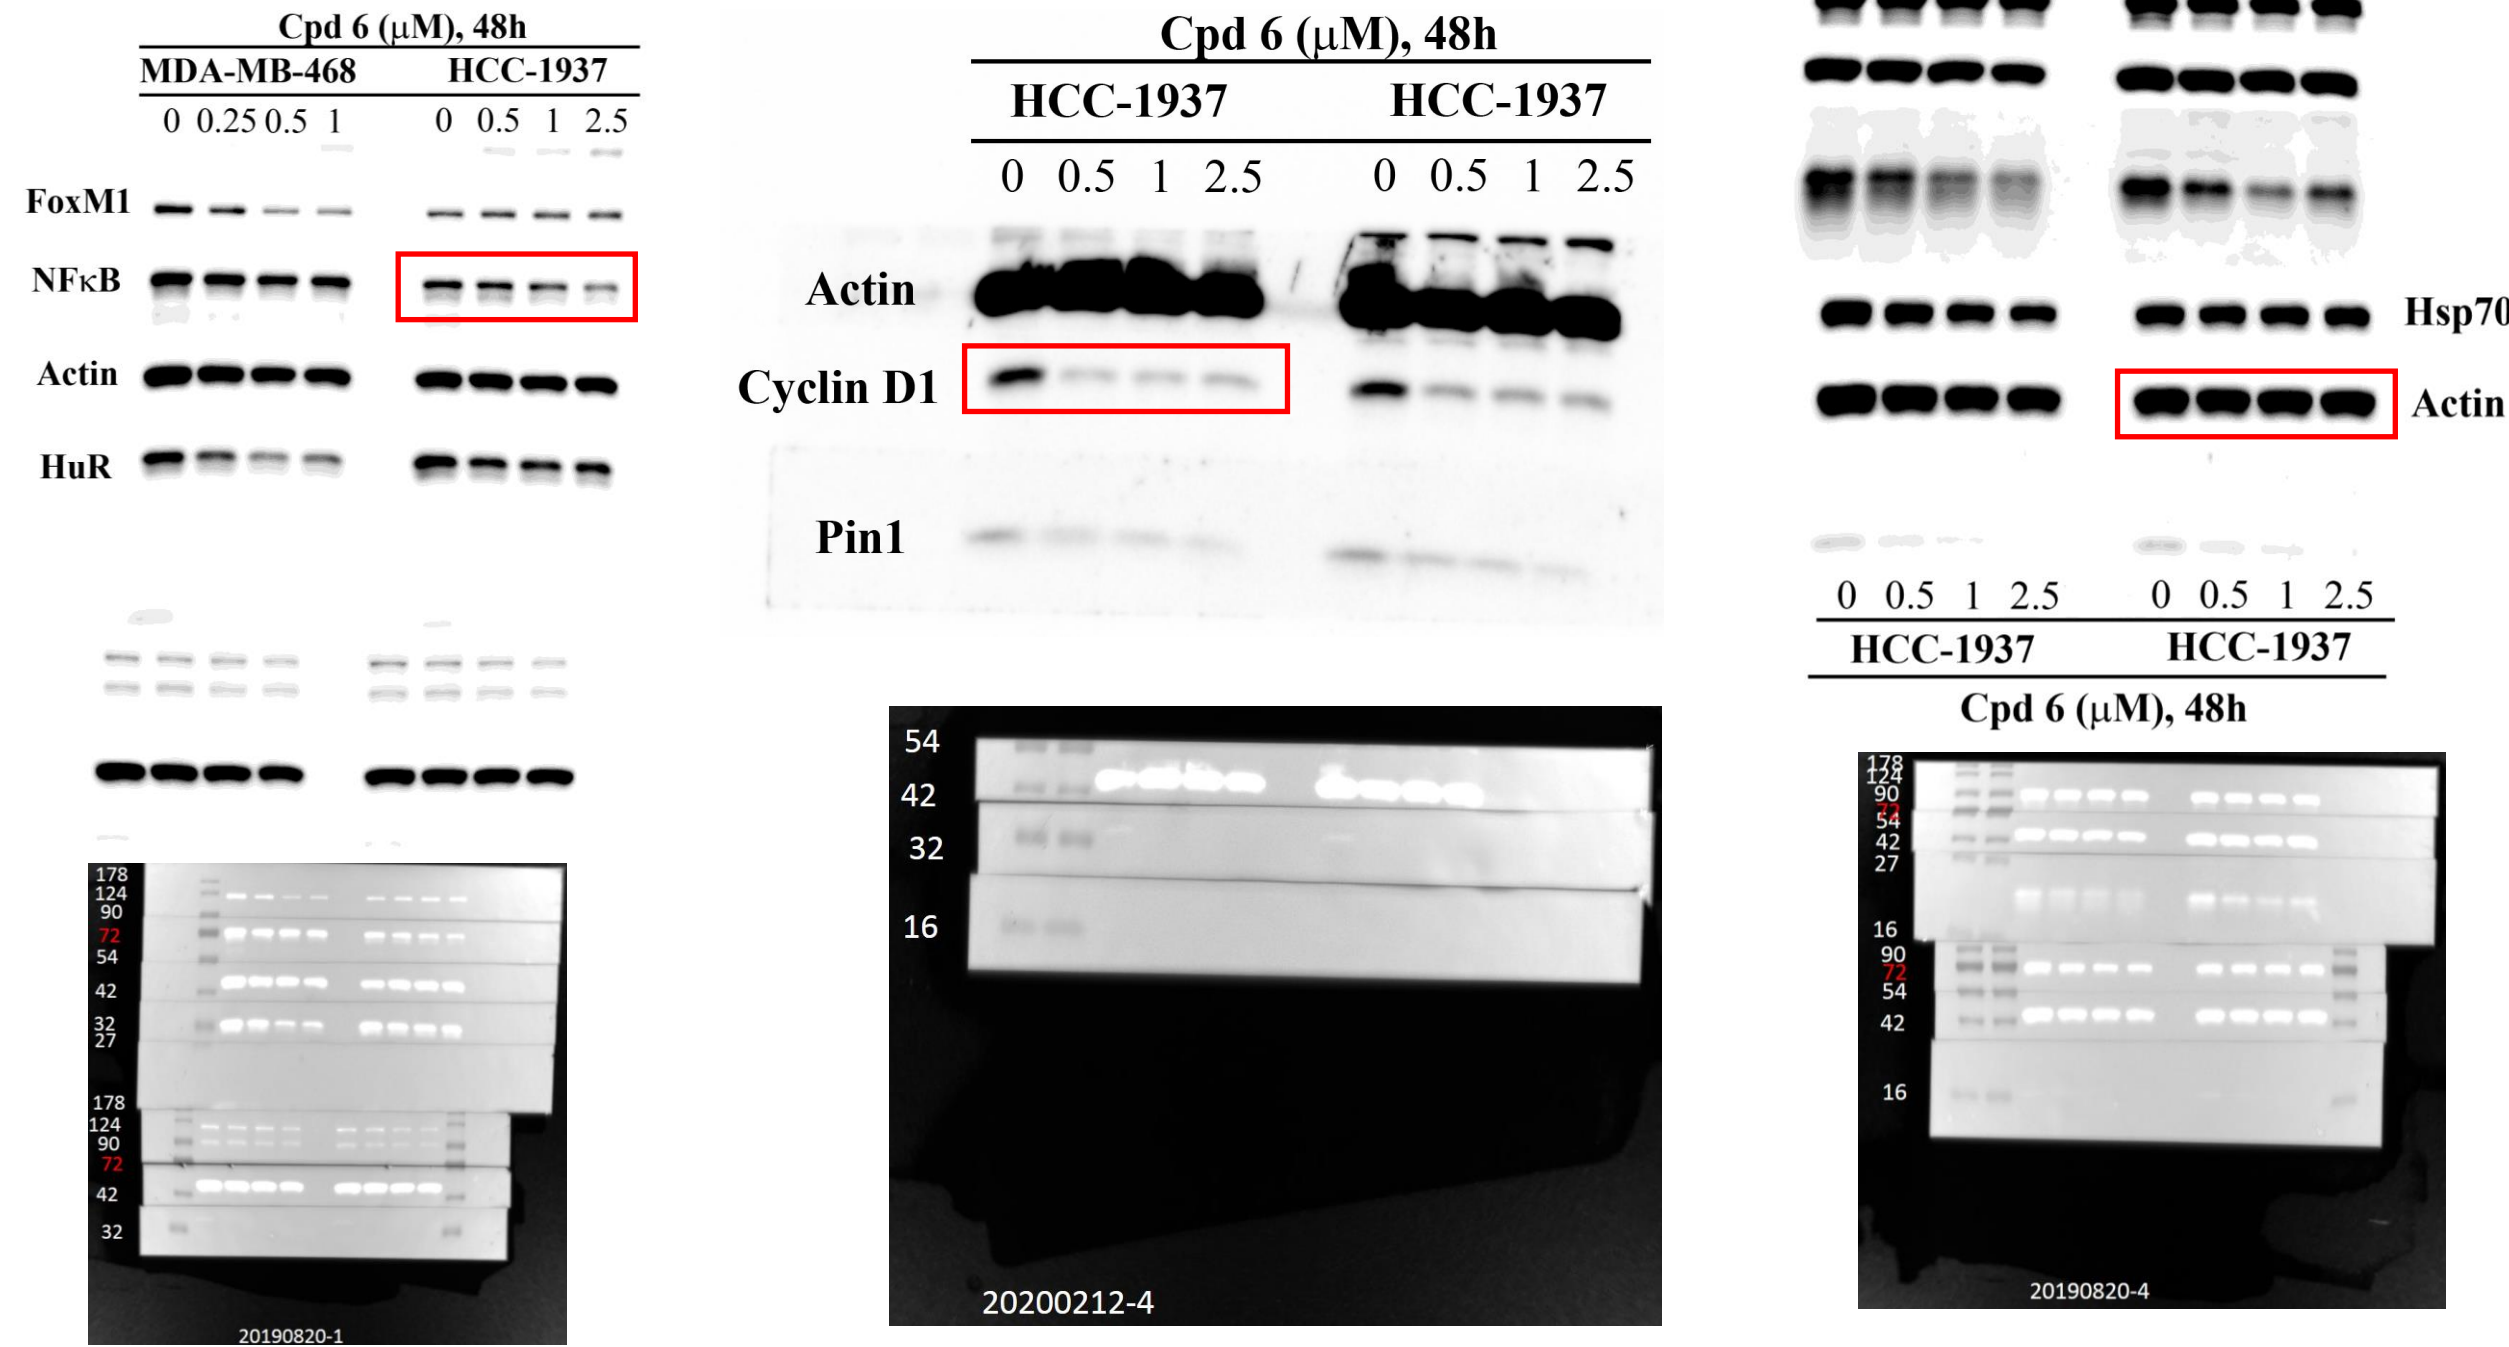 Cpd 6 (μM), 48h
MDA-MB-468 HCC-1937
0 0.25 0.5 1 0 0.5 1 2.5
FoxM1
NFκB
Actin
HuR
178
124
90
72
54
42
32
27
178
124
90
72
42
32
20190820-1
Cpd 6 (μM), 48h
HCC-1937 HCC-1937
0 0.5 1 2.5 0 0.5 1 2.5
Actin
Cyclin D1
Pin1
54
42
32
16
20200212-4
Hsp70
Actin
0 0.5 1 2.5 0 0.5 1 2.5
HCC-1937 HCC-1937
Cpd 6 (μM), 48h
178
124
90
72
54
42
27
16
90
72
54
42
16
20190820-4